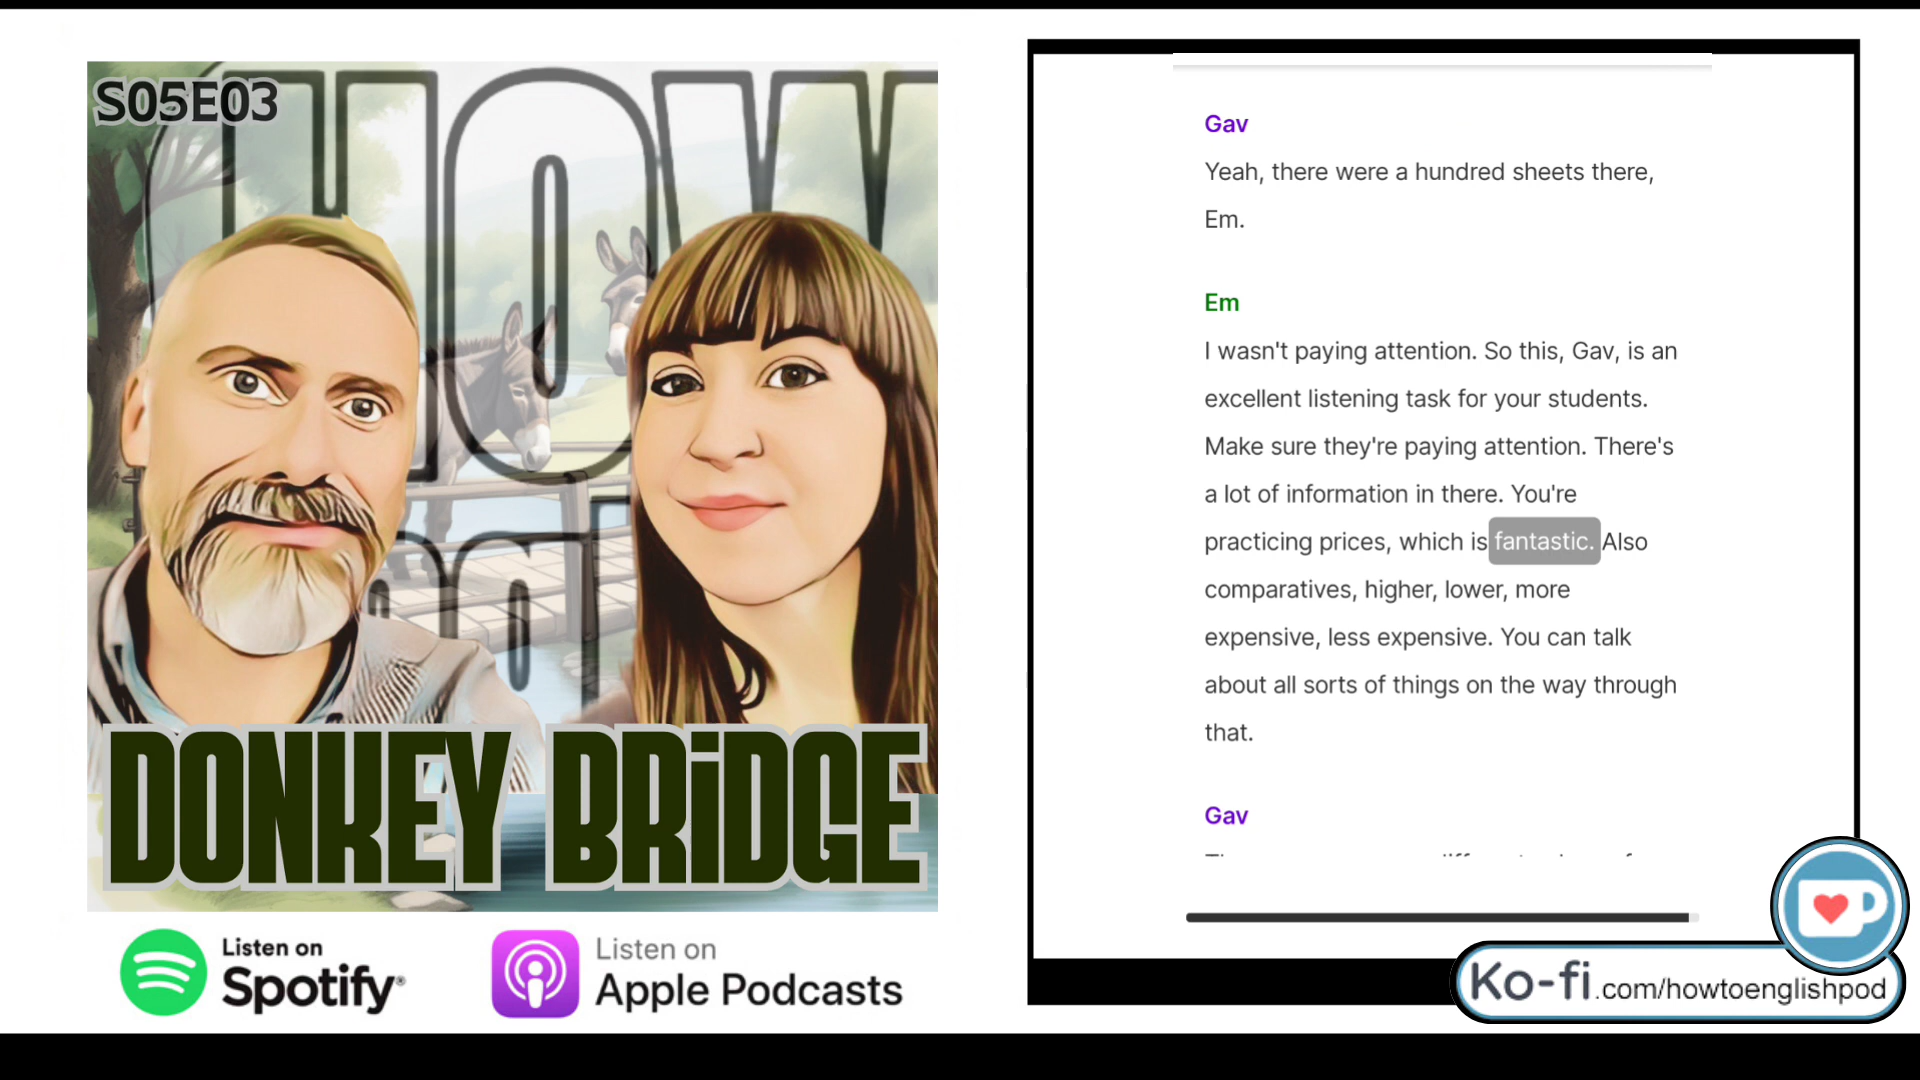 S05E03
HOW
DONKEY BRiDGE
Listen on
Spotify®
Listen on
Apple Podcasts
Gav
Yeah, there were a hundred sheets there,
Em.
Em
I wasn't paying attention. So this, Gav, is an
excellent listening task for your students.
Make sure they're paying attention. There's
a lot of information in there. You're
practicing prices, which is fantastic. Also
comparatives, higher, lower, more
expensive, less expensive. You can talk
about all sorts of things on the way through
that.
Gav
Ko-fi.com/howtoenglishpod